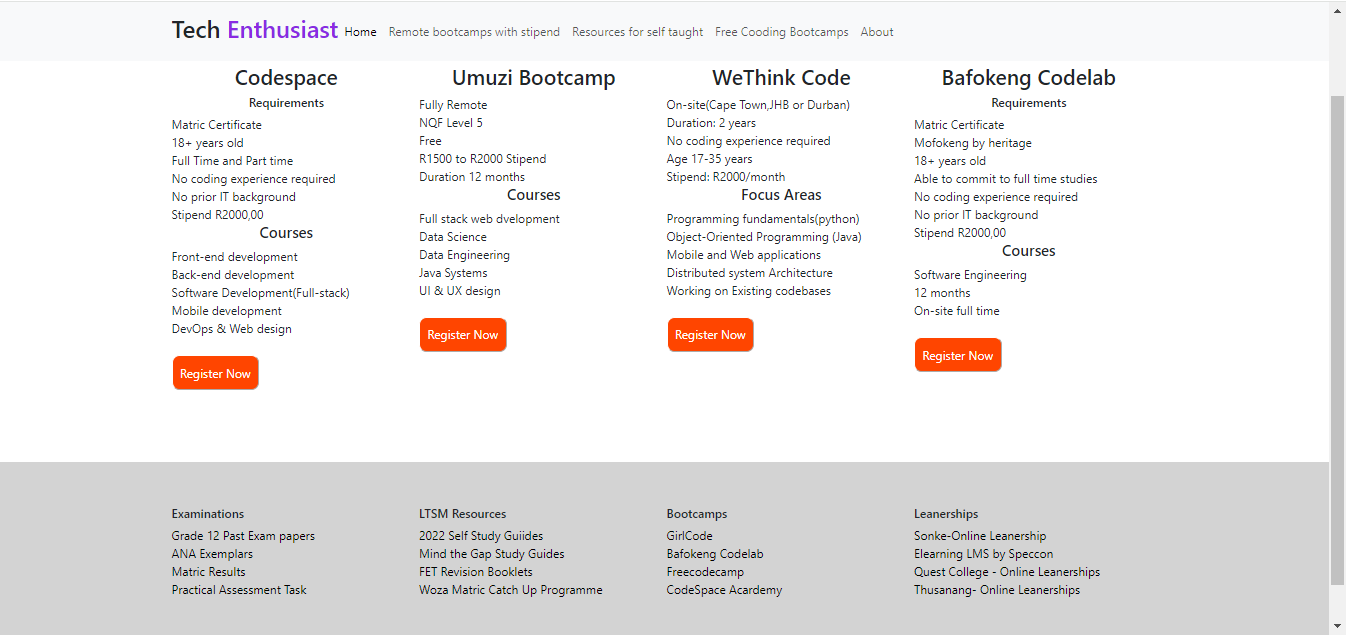 Tech Enthusiast Home Remote bootcamps with stipend Resources for self taught Free Cooding Bootcamps About
Codespace
Requirements
Matric Certificate
18+ years old
Full Time and Part time
No coding experience required
No prior IT background
Stipend R2000,00
Courses
Front-end development
Back-end development
Software Development(Full-stack)
Mobile development
DevOps & Web design
Register Now
Umuzi Bootcamp
Fully Remote
NQF Level 5
Free
R1500 to R2000 Stipend
Duration 12 months
Courses
Full stack web dvelopment
Data Science
Data Engineering
Java Systems
UI & UX design
Register Now
WeThink Code
On-site(Cape Town,JHB or Durban)
Duration: 2 years
No coding experience required
Age 17-35 years
Stipend: R2000/month
Focus Areas
Programming fundamentals(python)
Object-Oriented Programming (Java)
Mobile and Web applications
Distributed system Architecture
Working on Existing codebases
Register Now
Bafokeng Codelab
Requirements
Matric Certificate
Mofokeng by heritage
18+ years old
Able to commit to full time studies
No coding experience required
No prior IT background
Stipend R2000,00
Courses
Software Engineering
12 months
On-site full time
Register Now
Examinations
Grade 12 Past Exam papers
ANA Exemplars
Matric Results
Practical Assessment Task
LTSM Resources
2022 Self Study Guiides
Mind the Gap Study Guides
FET Revision Booklets
Woza Matric Catch Up Programme
Bootcamps
GirlCode
Bafokeng Codelab
Freecodecamp
CodeSpace Acardemy
Leanerships
Sonke-Online Leanership
Elearning LMS by Speccon
Quest College - Online Leanerships
Thusanang- Online Leanerships